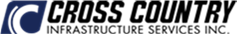 CROSS COUNTRY
INFRASTRUCTURE SERVICES INC.